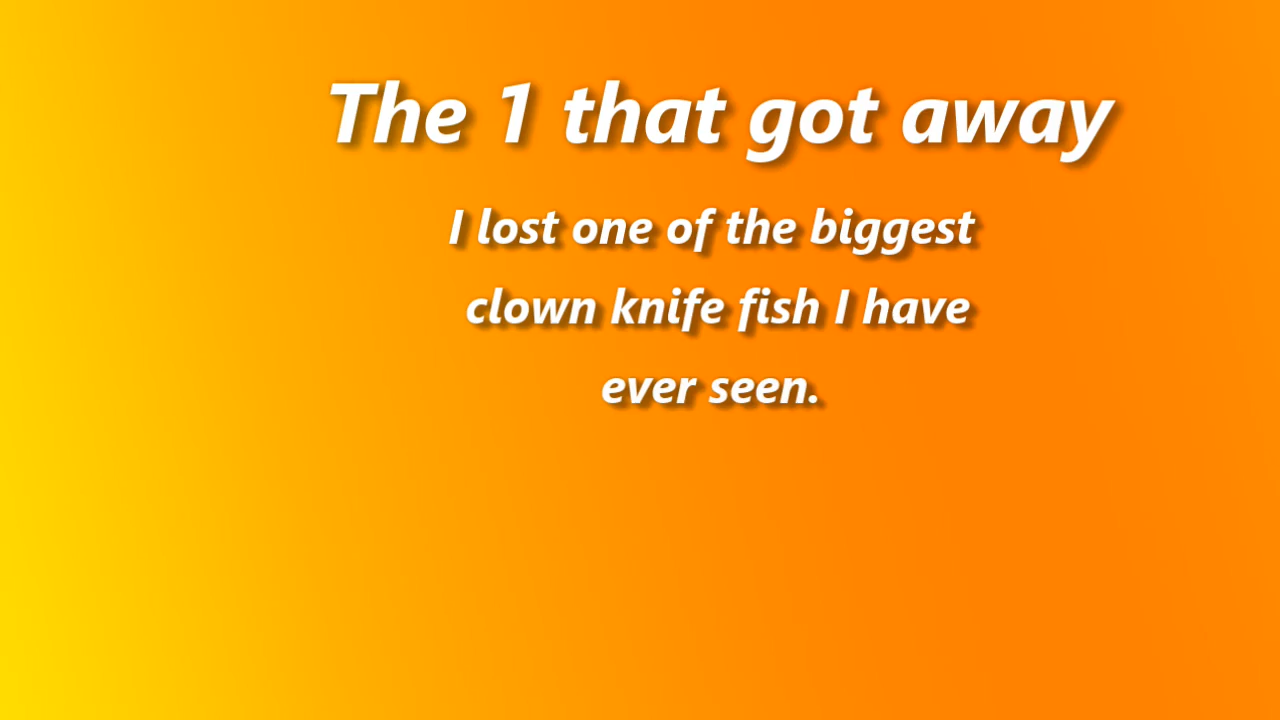 The 1 that got away
I lost one of the biggest
clown knife fish I have
ever seen.